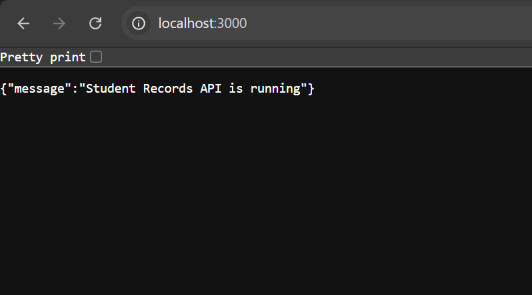 localhost:3000
Pretty print
{"message":"Student Records API is running"}